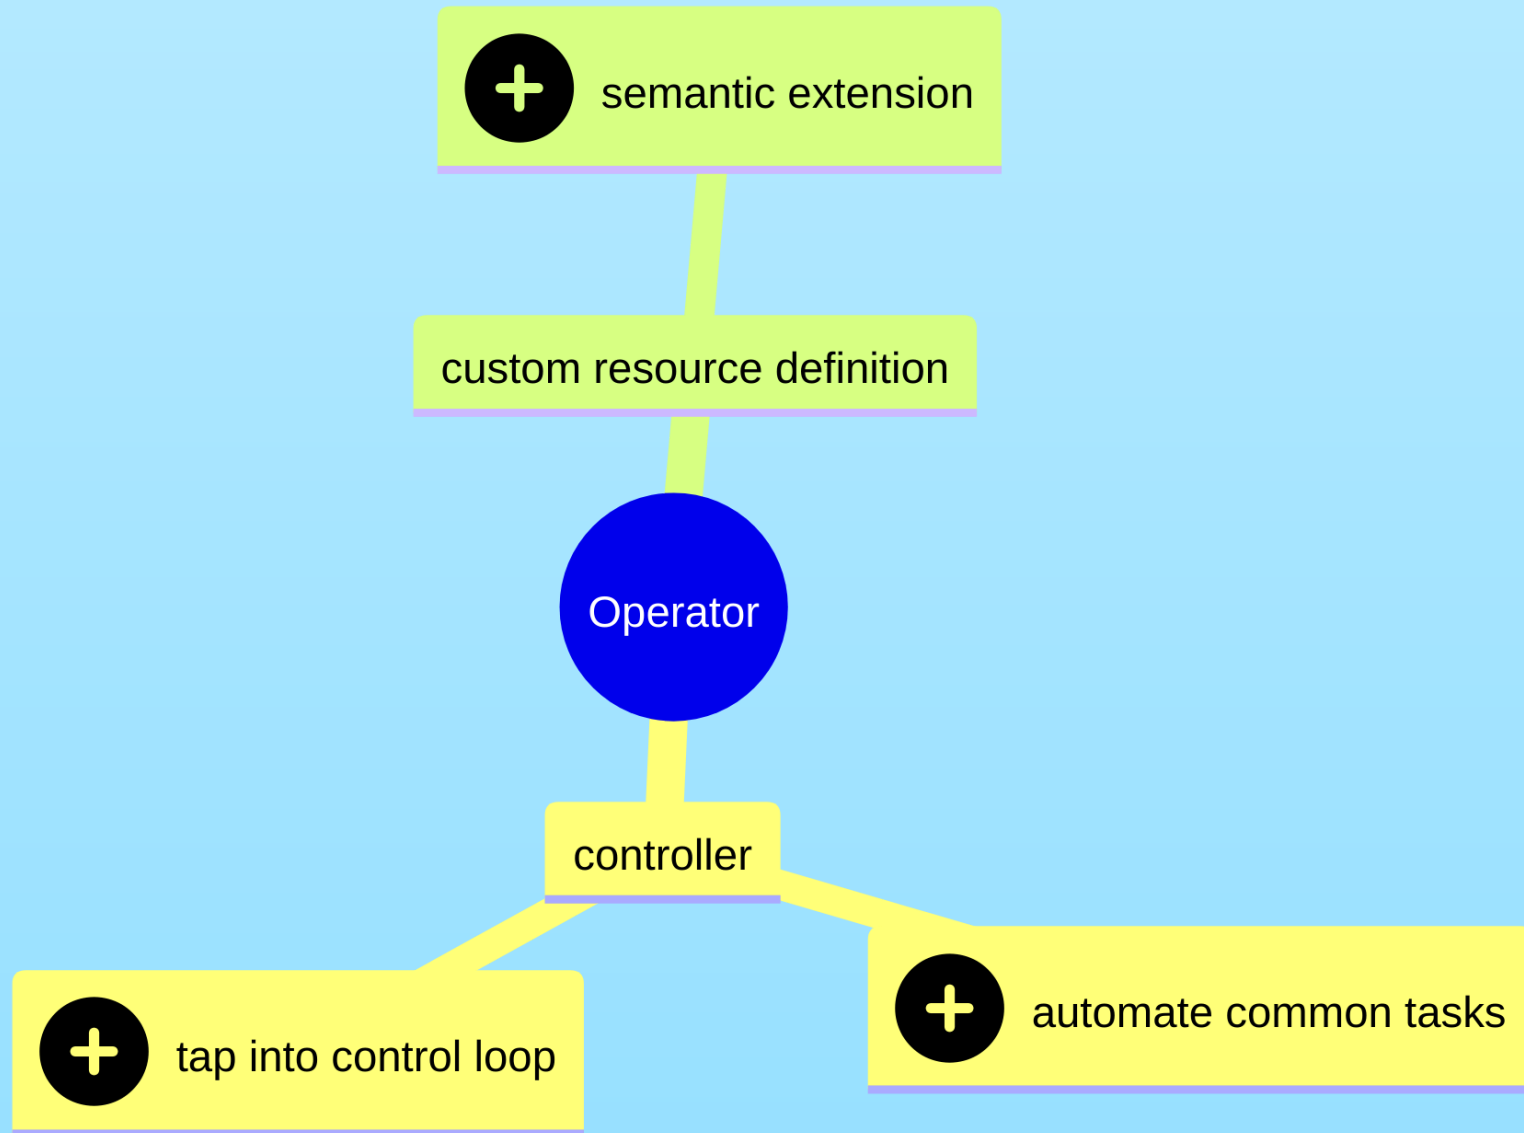 semantic extension
custom resource definition
Operator
controller
automate common tasks
tap into control loop